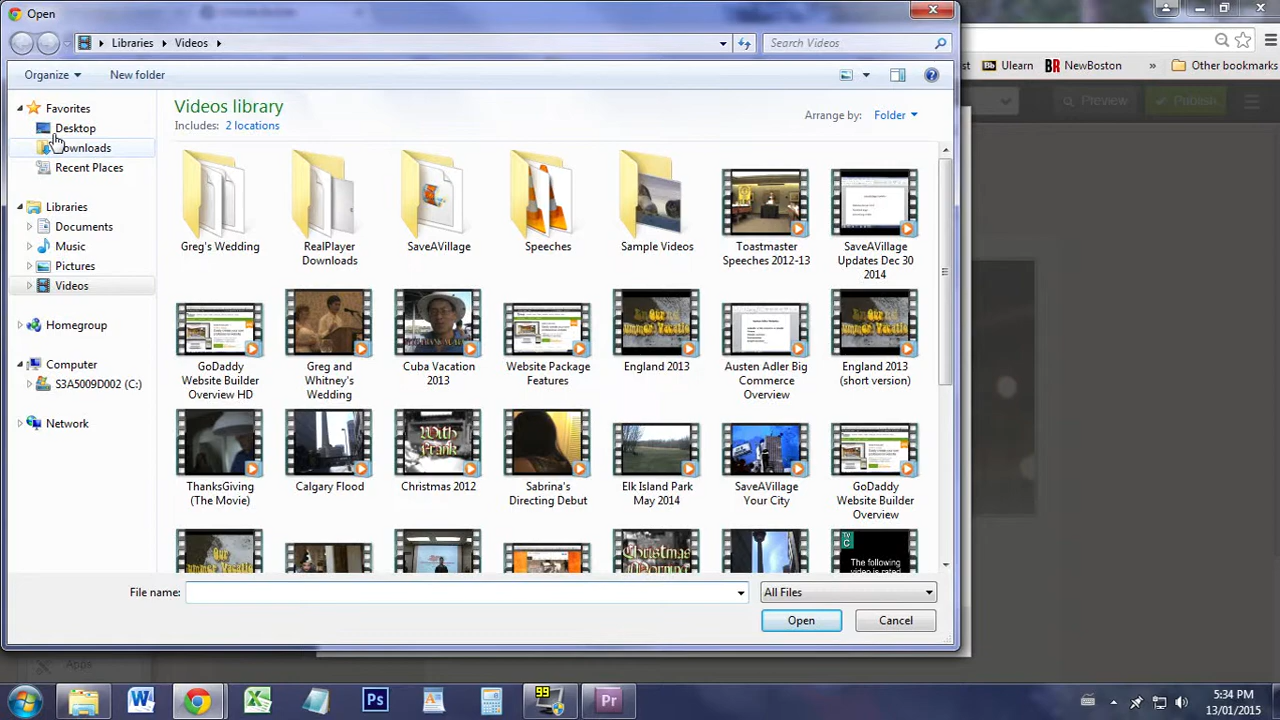 Open
Libraries
Videos
Search Videos
st
Ulearn
NewBoston
»
Other bookmarks
Organize
New folder
Preview
Publish
Favorites
Desktop
Downloads
Recent Places
Libraries
Documents
Music
Pictures
Videos
Homegroup
Computer
S3A5009D002 (C:)
Network
Videos library
Includes: 2 locations
Arrange by: Folder
Greg's Wedding
RealPlayer
Downloads
SaveAVillage
Speeches
Sample Videos
Toastmaster
Speeches 2012-13
SaveAVillage
Updates Dec 30
2014
GoDaddy
Website Builder
Overview HD
Greg and
Whitney's
Wedding
Cuba Vacation
2013
Website Package
Features
England 2013
Austen Adler Big
Commerce
Overview
England 2013
(short version)
ThanksGiving
(The Movie)
Calgary Flood
With
Christmas 2012
Sabrina's
Directing Debut
Elk Island Park
May 2014
SaveAVillage
Your City
GoDaddy
Website Builder
Overview
The following
File name:
All Files
Open
Cancel
Apps
W
Ps
99
Pr
5:34 PM
13/01/2015